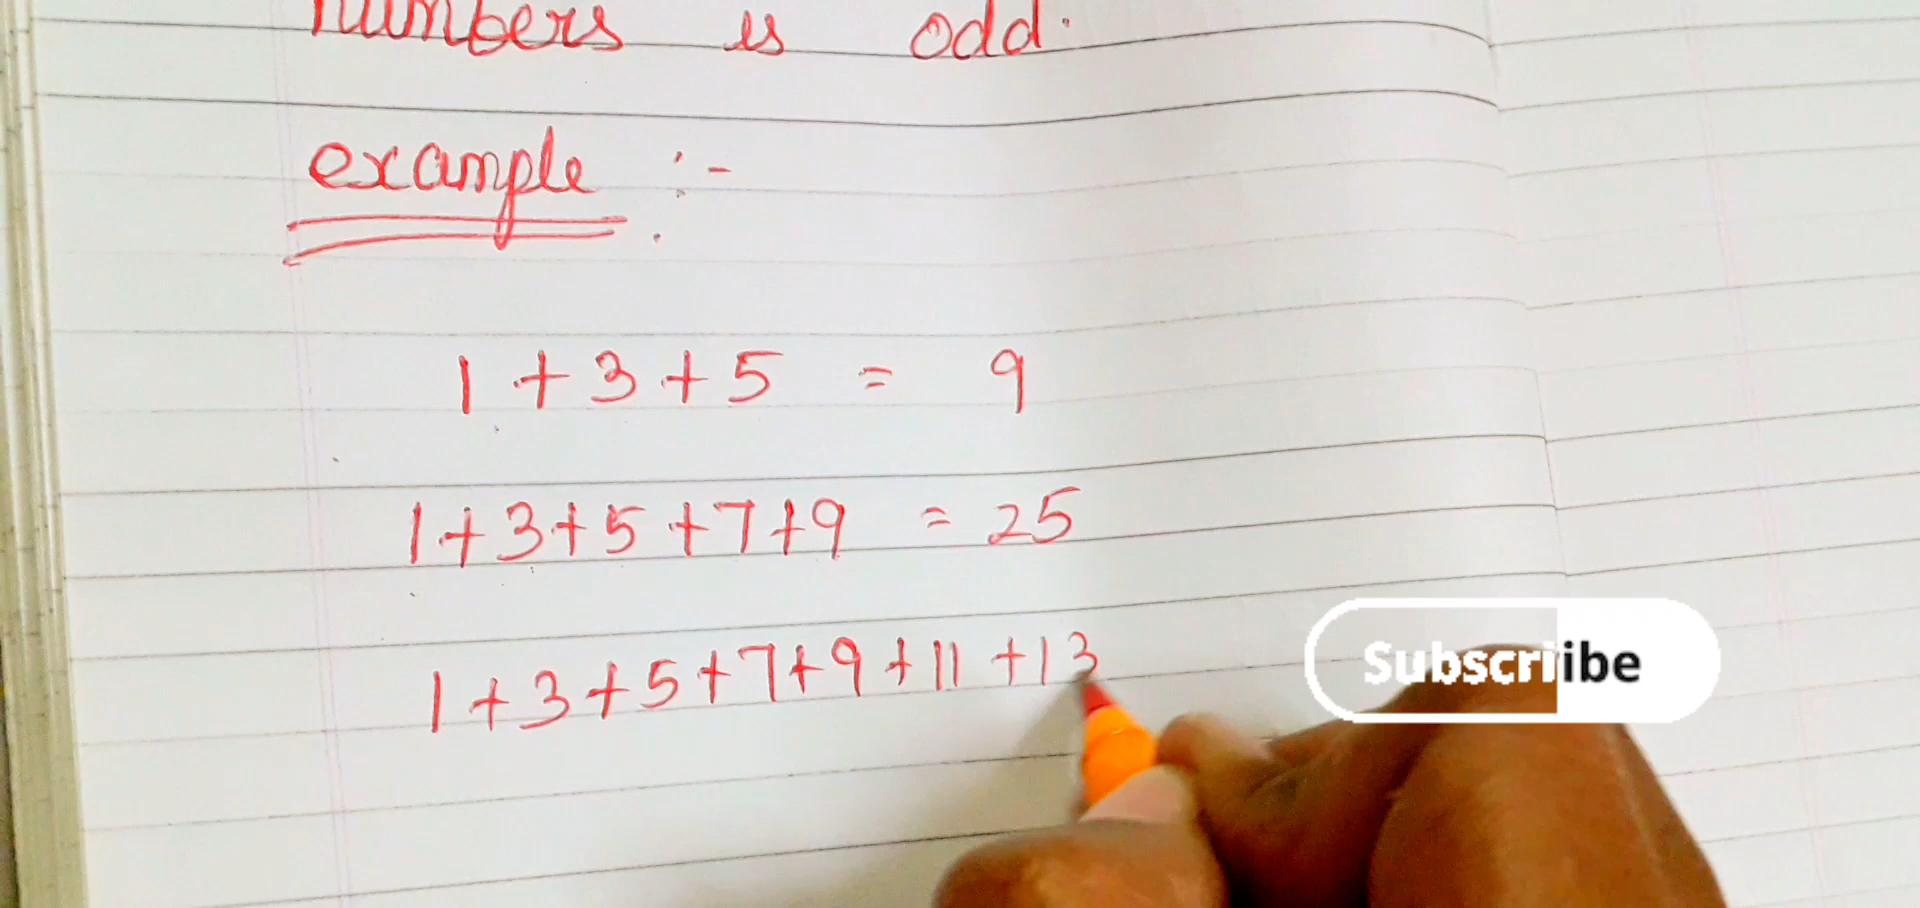 numbers is odd.
example :-
1 + 3 + 5 = 9
1 + 3 + 5 + 7 + 9 = 25
1 + 3 + 5 + 7 + 9 + 11 + 13
Subscriibe